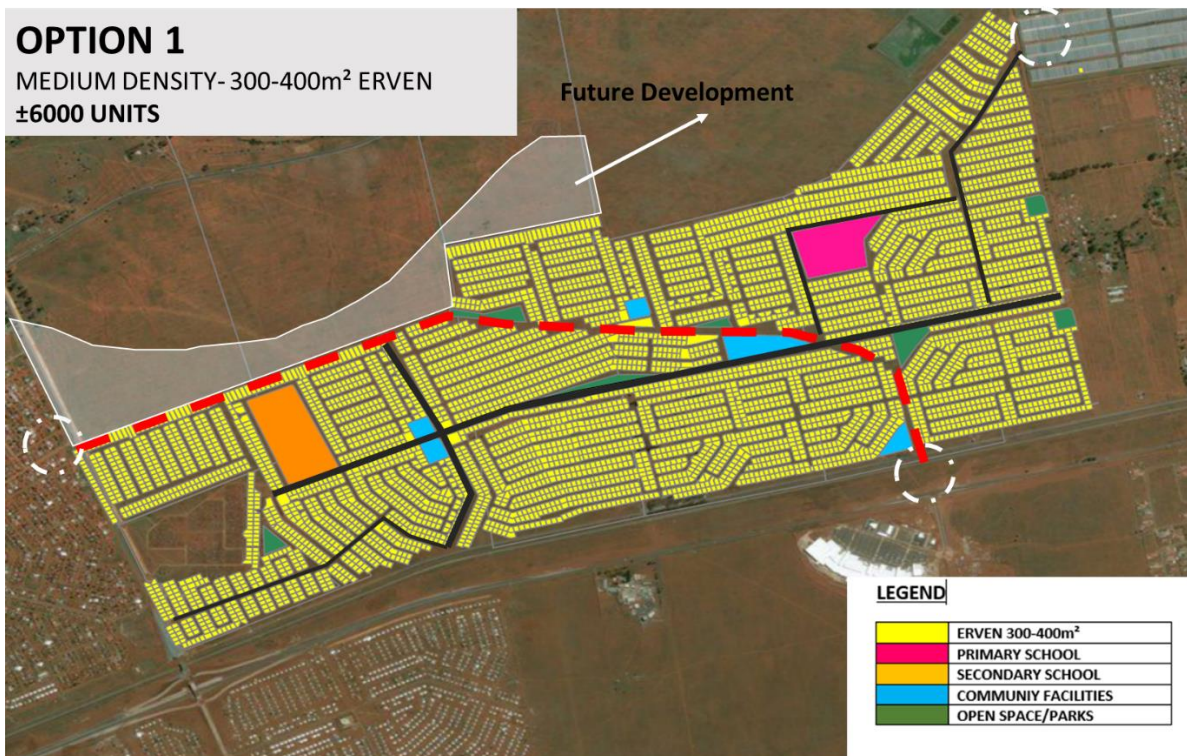 OPTION 1
MEDIUM DENSITY- 300-400m² ERVEN
±6000 UNITS
Future Development
LEGEND
ERVEN 300-400m²
PRIMARY SCHOOL
SECONDARY SCHOOL
COMMUNIY FACILITIES
OPEN SPACE/PARKS